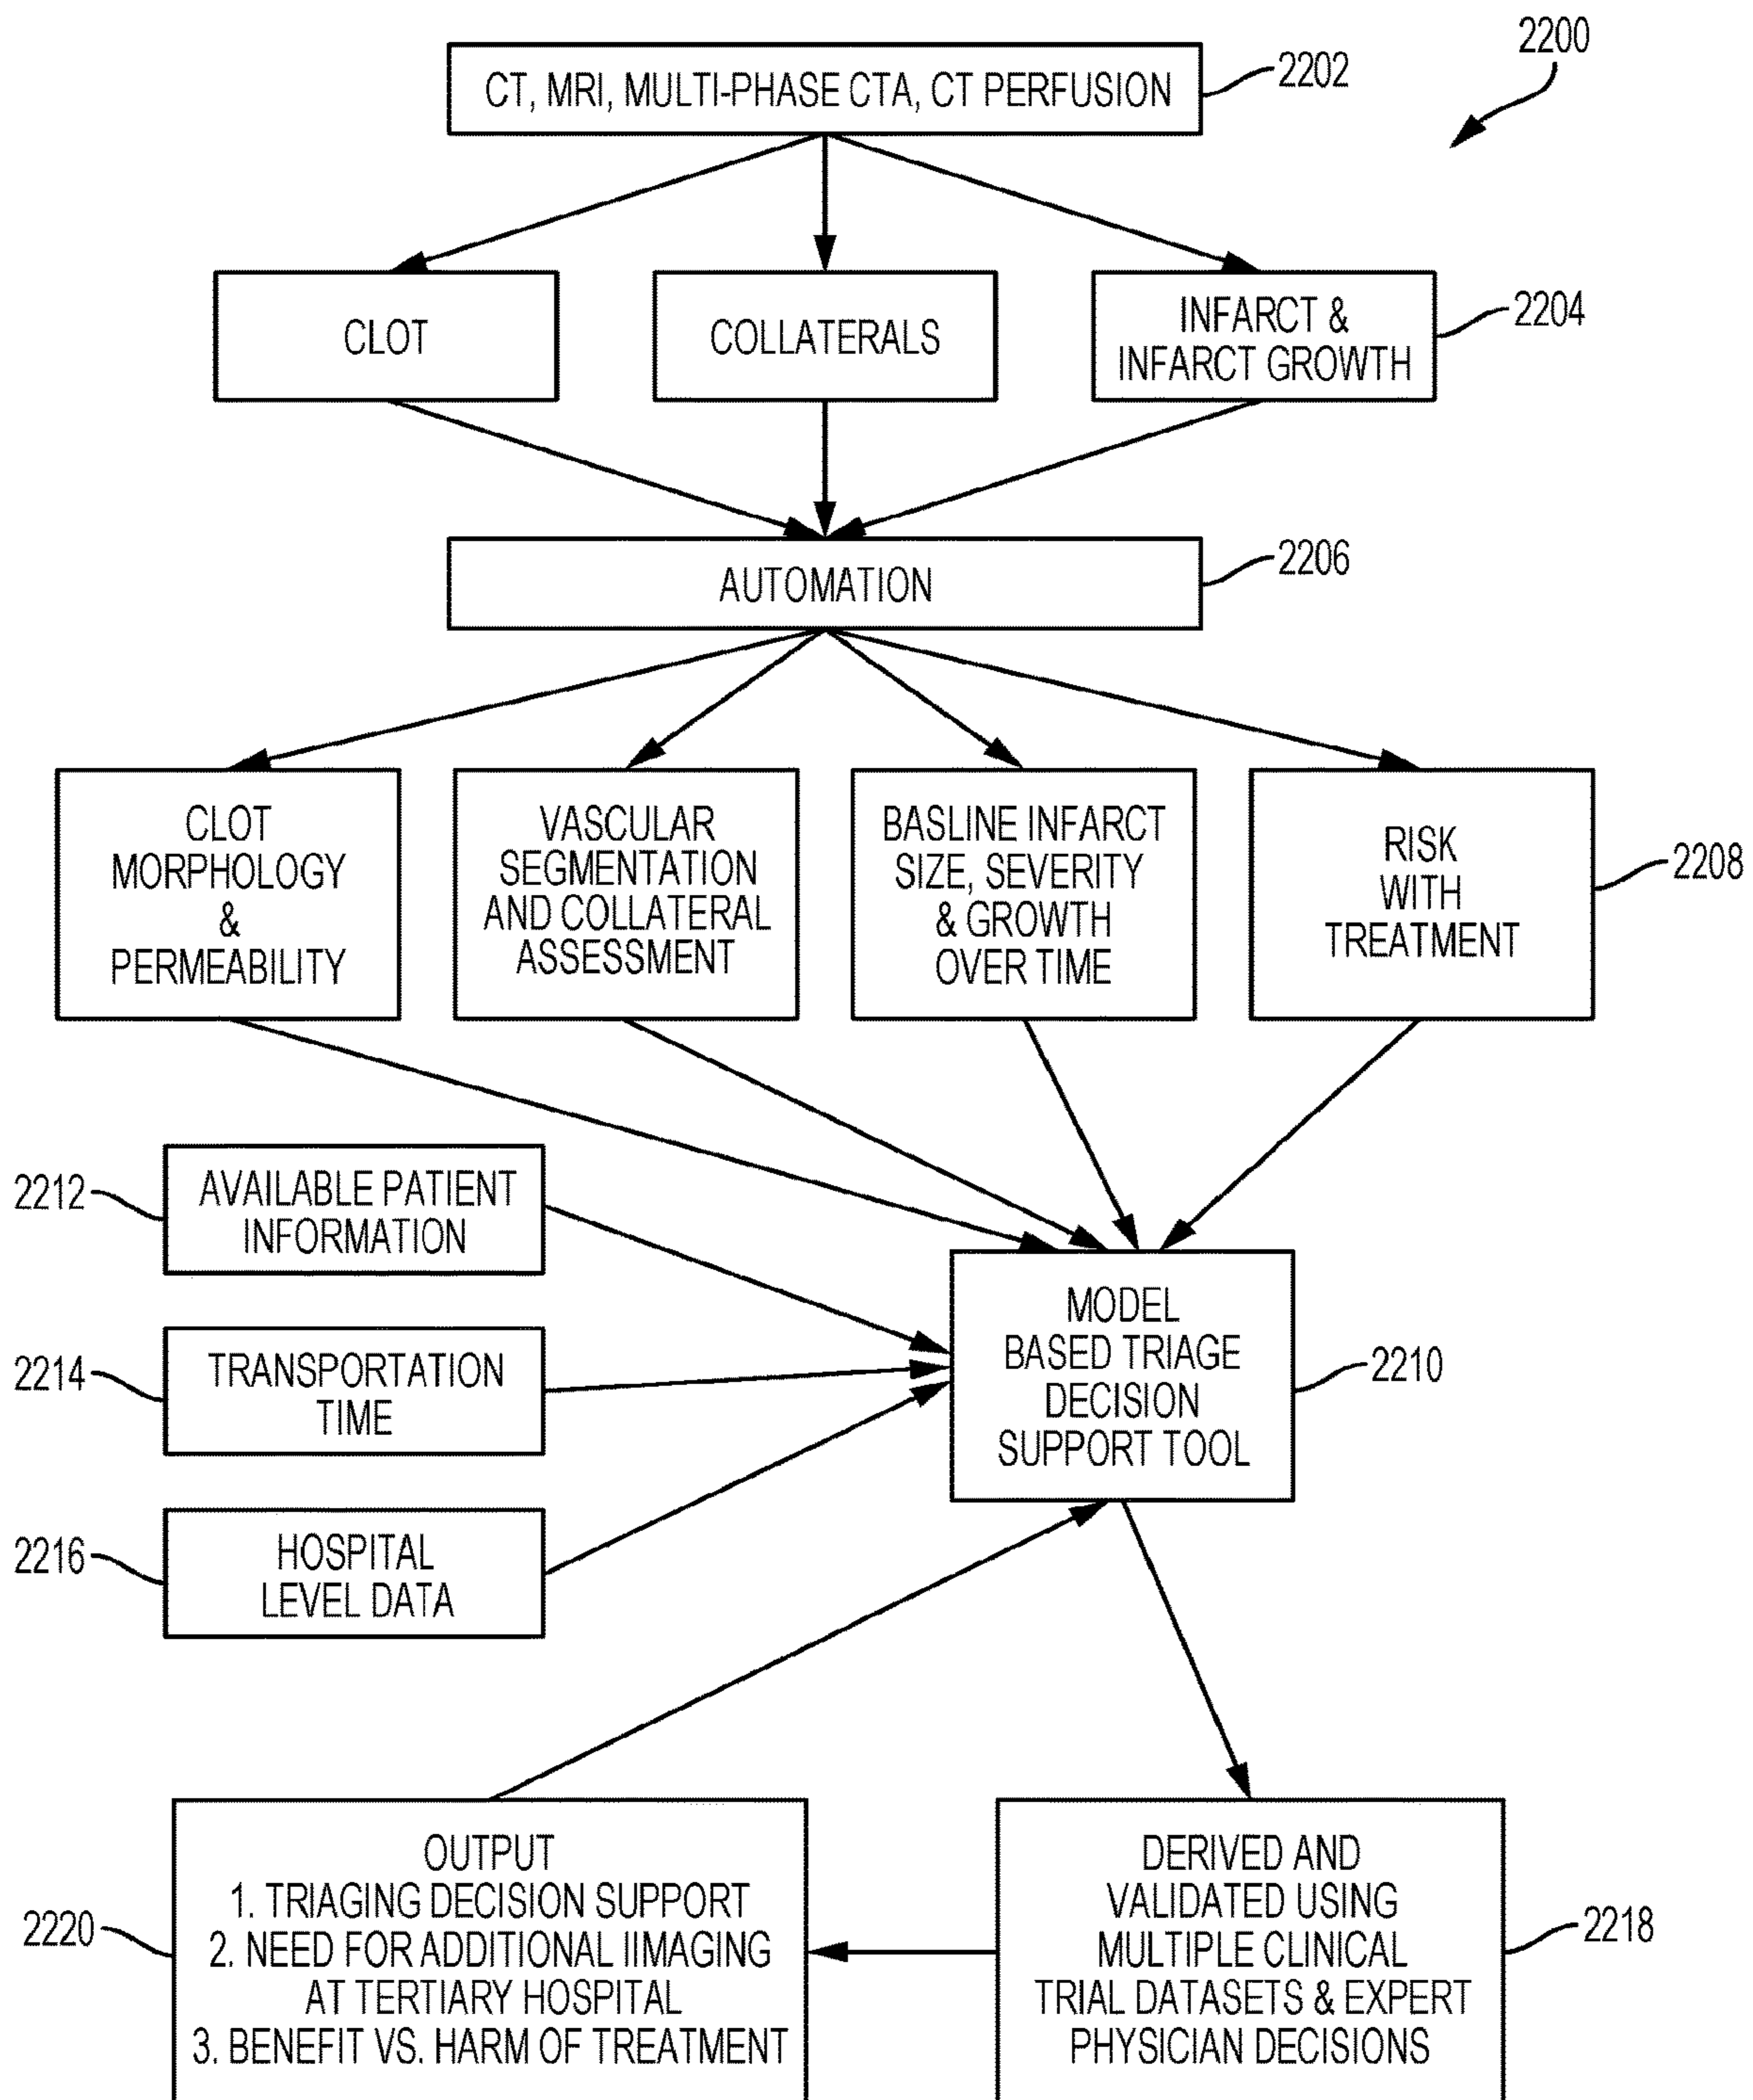 2200
CT, MRI, MULTI-PHASE CTA, CT PERFUSION
2202
CLOT
COLLATERALS
INFARCT &
INFARCT GROWTH
2204
AUTOMATION
2206
CLOT
MORPHOLOGY
&
PERMEABILITY
VASCULAR
SEGMENTATION
AND COLLATERAL
ASSESSMENT
BASLINE INFARCT
SIZE, SEVERITY
& GROWTH
OVER TIME
RISK
WITH
TREATMENT
2208
2212
AVAILABLE PATIENT
INFORMATION
2214
TRANSPORTATION
TIME
2216
HOSPITAL
LEVEL DATA
MODEL
BASED TRIAGE
DECISION
SUPPORT TOOL
2210
2220
OUTPUT
1. TRIAGING DECISION SUPPORT
2. NEED FOR ADDITIONAL IIMAGING
AT TERTIARY HOSPITAL
3. BENEFIT VS. HARM OF TREATMENT
DERIVED AND
VALIDATED USING
MULTIPLE CLINICAL
TRIAL DATASETS & EXPERT
PHYSICIAN DECISIONS
2218